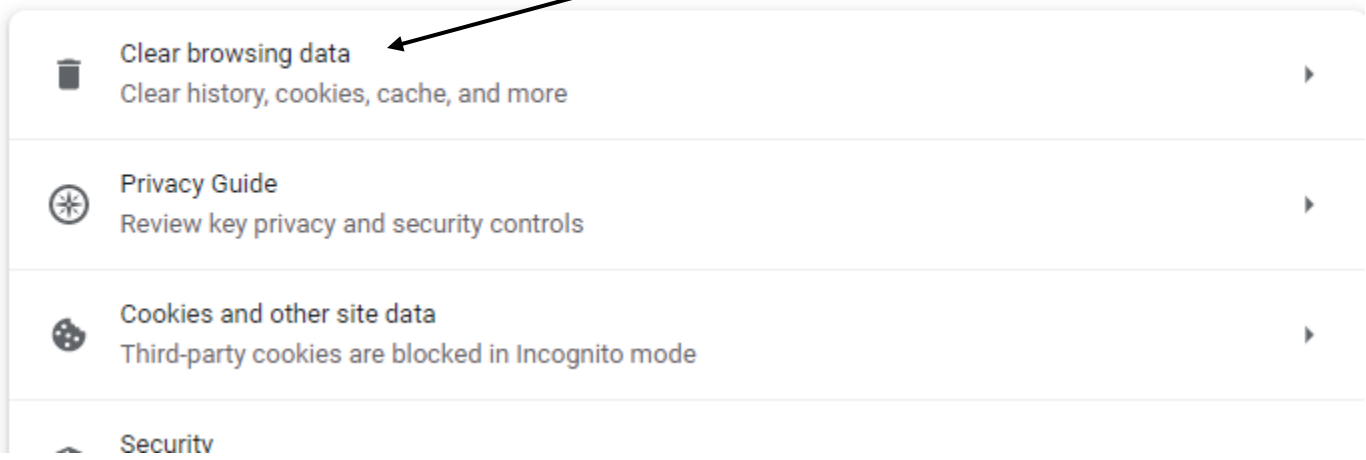 Clear browsing data
Clear history, cookies, cache, and more
Privacy Guide
Review key privacy and security controls
Cookies and other site data
Third-party cookies are blocked in Incognito mode
Security